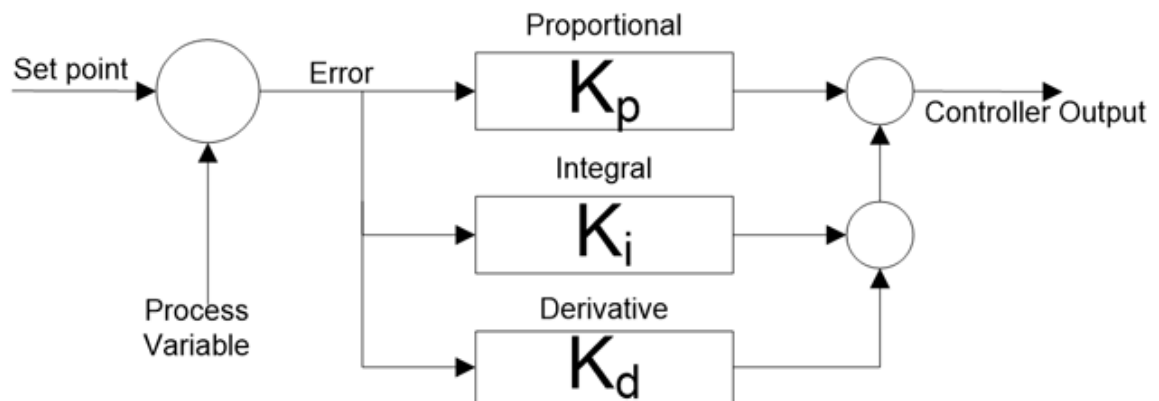 Proportional
Set point
Error
Kp
Controller Output
Integral
Ki
Process
Variable
Derivative
Kd